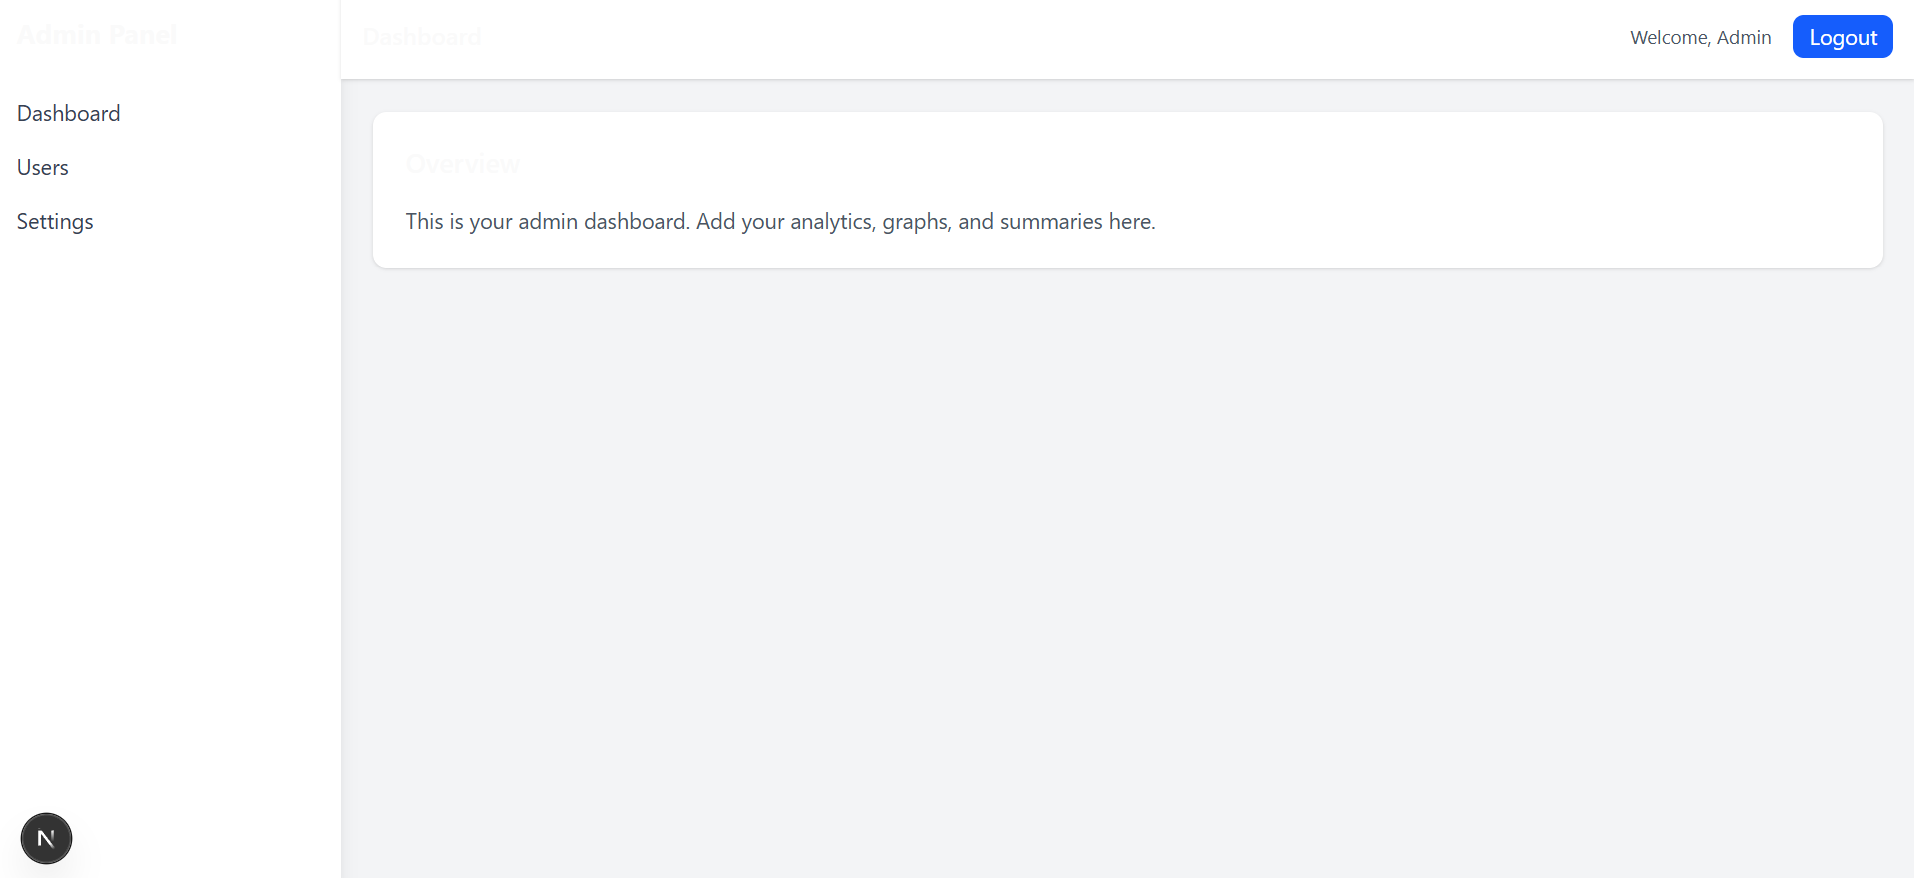 Admin Panel
Dashboard
Users
Settings
Dashboard
Welcome, Admin
Logout
Overview
This is your admin dashboard. Add your analytics, graphs, and summaries here.
N